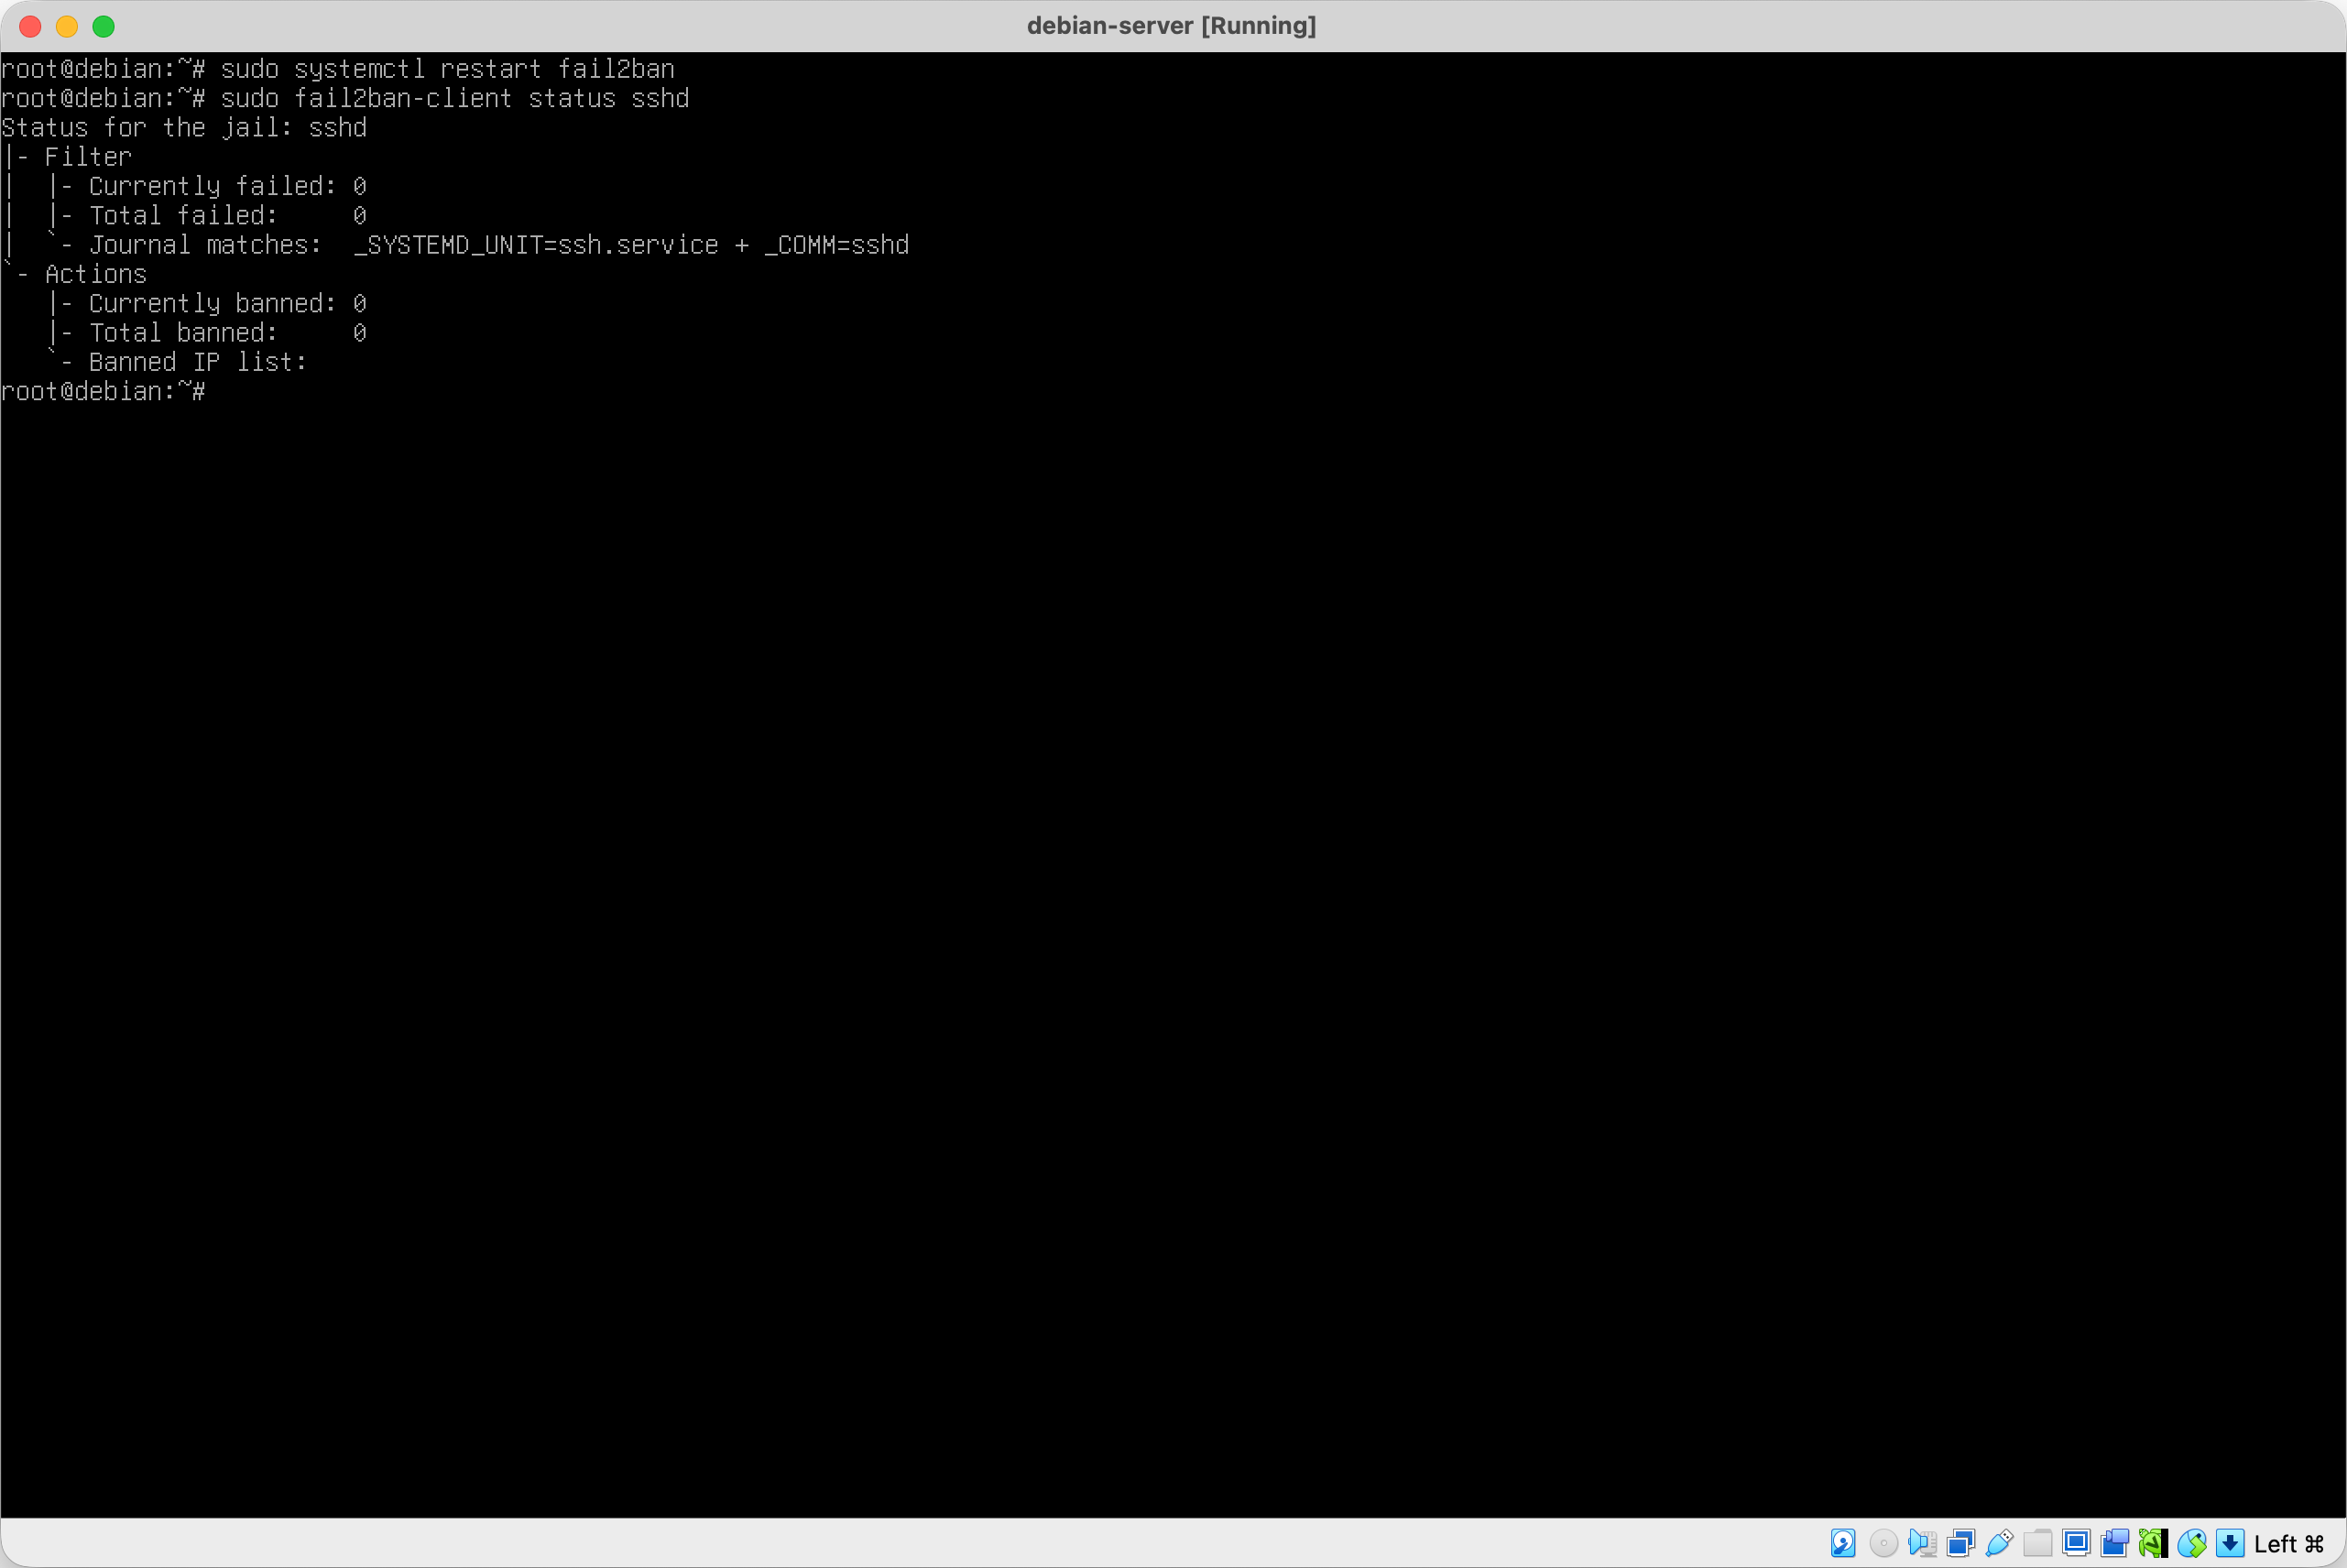 debian-server [Running]
root@debian:~# sudo systemctl restart fail2ban
root@debian:~# sudo fail2ban-client status sshd
Status for the jail: sshd
|- Filter
|  |- Currently failed: 0
|  |- Total failed:     0
|  `- Journal matches:  _SYSTEMD_UNIT=ssh.service + _COMM=sshd
`- Actions
   |- Currently banned: 0
   |- Total banned:     0
   `- Banned IP list:
root@debian:~#
Left ⌘